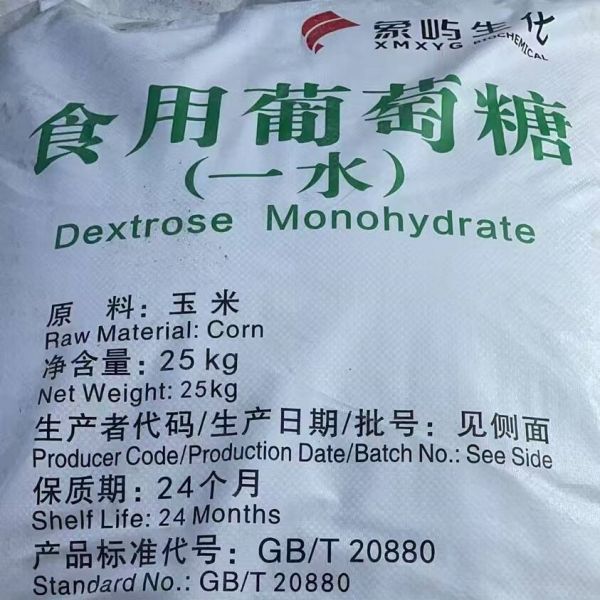 象屿生化
XMXYG BIOCHEMICAL
食用葡萄糖
(一水)
Dextrose Monohydrate
原 料：玉米
Raw Material: Corn
净含量：25 kg
Net Weight: 25kg
生产者代码/生产日期/批号：见侧面
Producer Code/Production Date/Batch No.: See Side
保质期：24个月
Shelf Life: 24 Months
产品标准代号：GB/T 20880
Standard No.: GB/T 20880